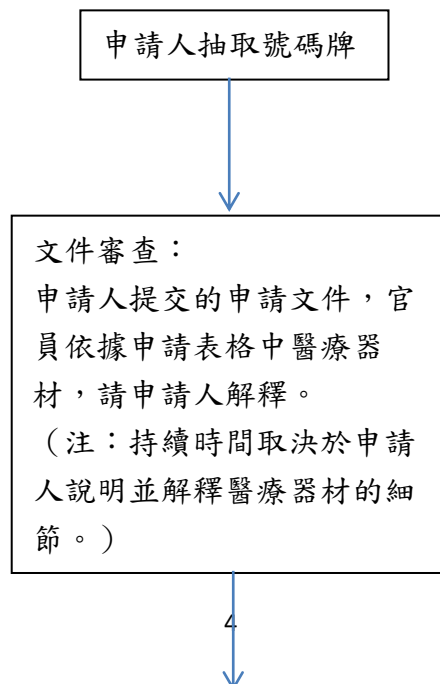 申請人抽取號碼牌
文件審查：
申請人提交的申請文件，官
員依據申請表格中醫療器
材，請申請人解釋。
（注：持續時間取決於申請
人說明並解釋醫療器材的細
節。）
4